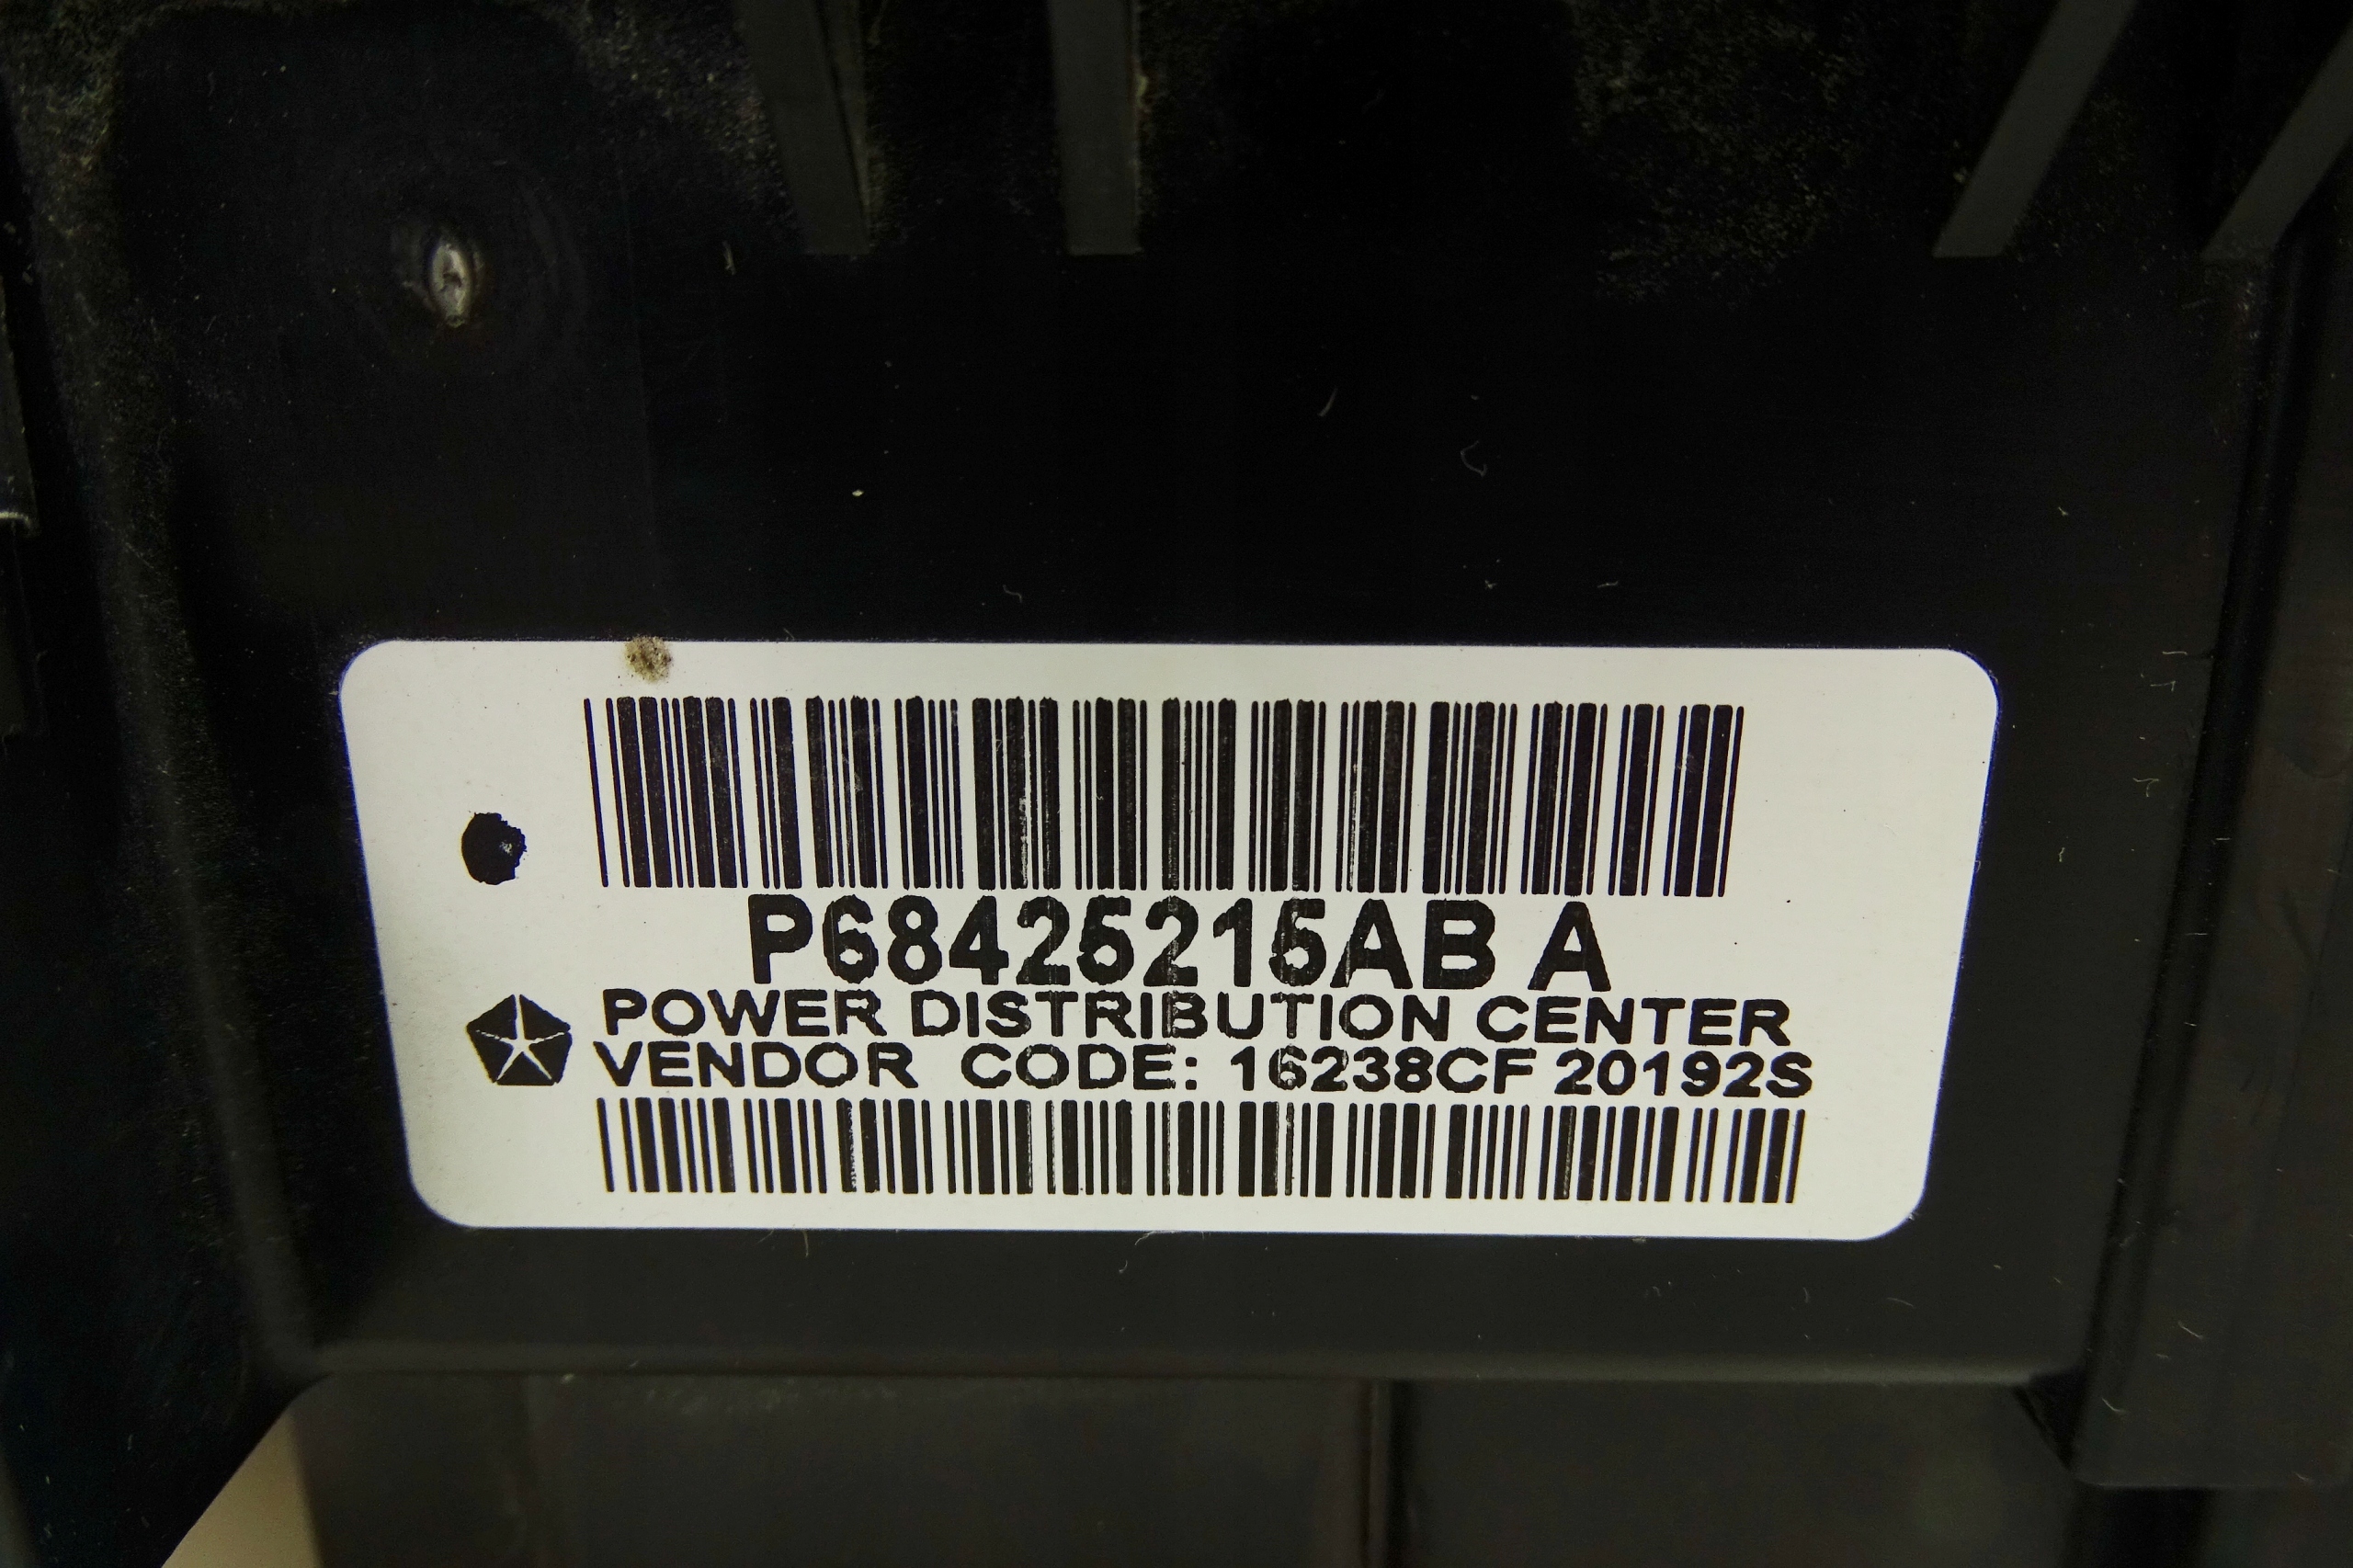 P68425215AB A
POWER DISTRIBUTION CENTER
VENDOR CODE: 16238CF 20192S